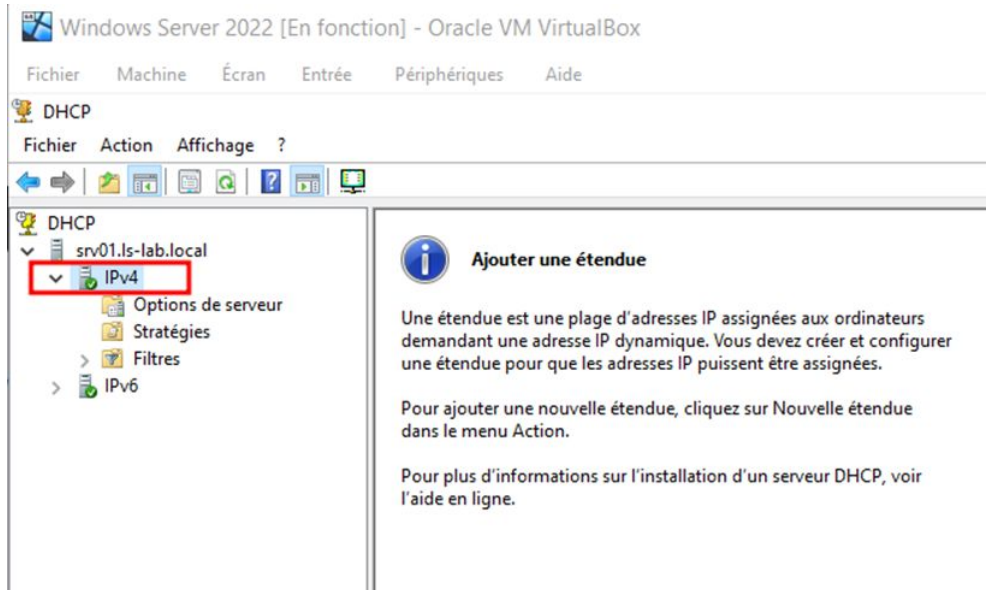 Windows Server 2022 [En fonction] - Oracle VM VirtualBox
Fichier Machine Écran Entrée Périphériques Aide
DHCP
Fichier Action Affichage ?
DHCP
srv01.ls-lab.local
IPv4
Options de serveur
Stratégies
Filtres
IPv6
Ajouter une étendue
Une étendue est une plage d'adresses IP assignées aux ordinateurs
demandant une adresse IP dynamique. Vous devez créer et configurer
une étendue pour que les adresses IP puissent être assignées.
Pour ajouter une nouvelle étendue, cliquez sur Nouvelle étendue
dans le menu Action.
Pour plus d'informations sur l'installation d'un serveur DHCP, voir
l'aide en ligne.